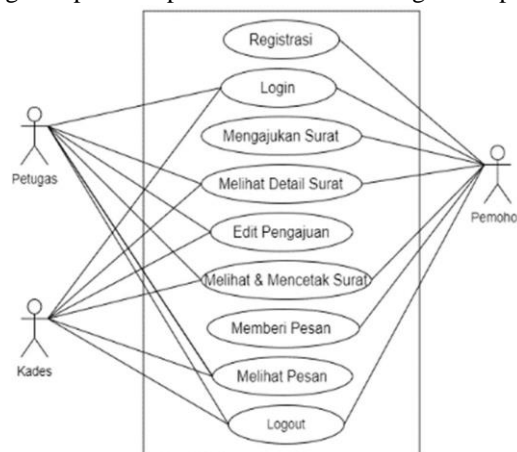 Registrasi
Login
Mengajukan Surat
Petugas
Melihat Detail Surat
Pemoho
Edit Pengajuan
Melihat & Mencetak Surat
Memberi Pesan
Kades
Melihat Pesan
Logout